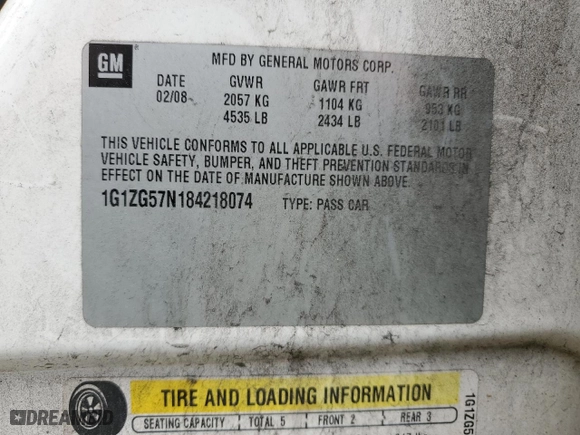 GM
MFD BY GENERAL MOTORS CORP.
DATE GVWR GAWR FRT GAWR RR
02/08 2057 KG 1104 KG 953 KG
4535 LB 2434 LB 2101 LB
THIS VEHICLE CONFORMS TO ALL APPLICABLE U.S. FEDERAL MOTOR
VEHICLE SAFETY, BUMPER, AND THEFT PREVENTION STANDARDS IN
EFFECT ON THE DATE OF MANUFACTURE SHOWN ABOVE.
1G1ZG57N184218074 TYPE: PASS CAR
TIRE AND LOADING INFORMATION
SEATING CAPACITY TOTAL 5 FRONT 2 REAR 3
1G1ZG5
DREAMBID